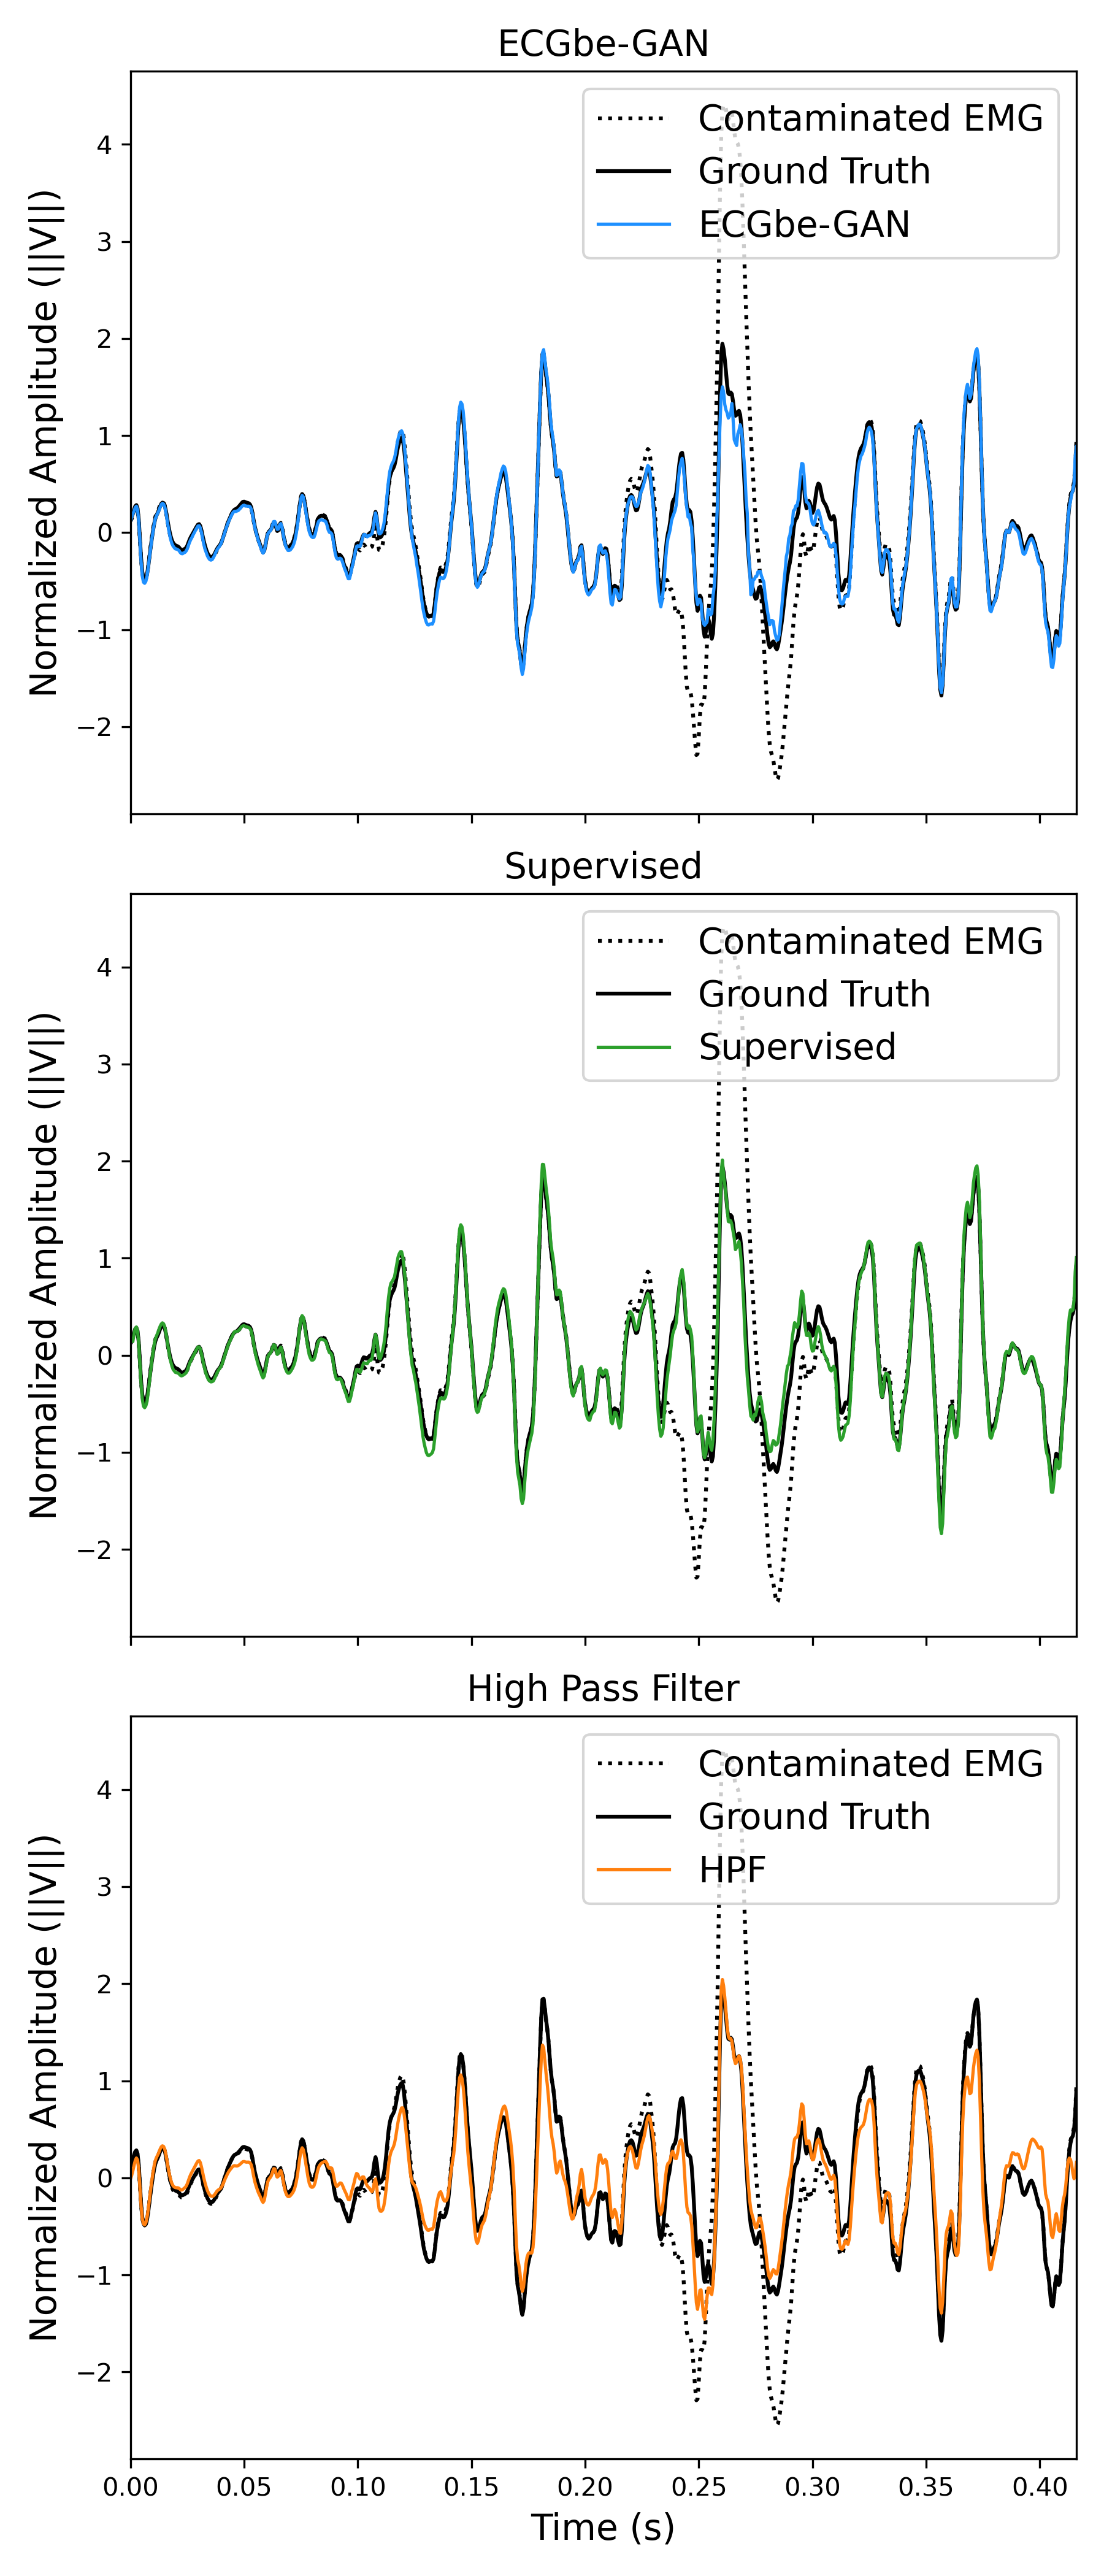 ECGbe-GAN
Contaminated EMG
Ground Truth
ECGbe-GAN
4
3
2
1
0
−1
−2
Normalized Amplitude (||V||)
Supervised
Contaminated EMG
Ground Truth
Supervised
4
3
2
1
0
−1
−2
Normalized Amplitude (||V||)
High Pass Filter
Contaminated EMG
Ground Truth
HPF
4
3
2
1
0
−1
−2
Normalized Amplitude (||V||)
0.00 0.05 0.10 0.15 0.20 0.25 0.30 0.35 0.40
Time (s)